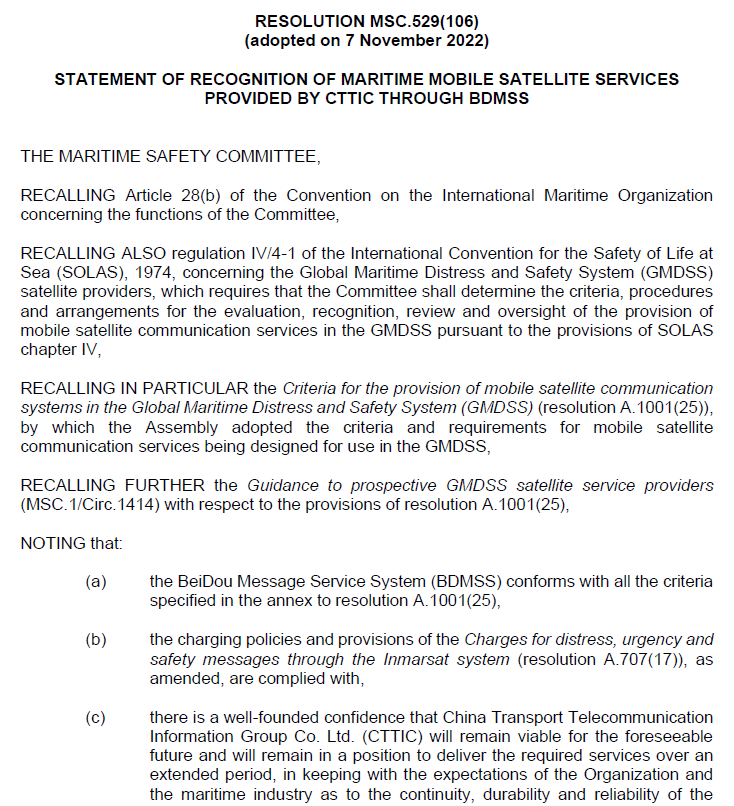 RESOLUTION MSC.529(106)
(adopted on 7 November 2022)
STATEMENT OF RECOGNITION OF MARITIME MOBILE SATELLITE SERVICES
PROVIDED BY CTTIC THROUGH BDMSS
THE MARITIME SAFETY COMMITTEE,
RECALLING Article 28(b) of the Convention on the International Maritime Organization
concerning the functions of the Committee,
RECALLING ALSO regulation IV/4-1 of the International Convention for the Safety of Life at
Sea (SOLAS), 1974, concerning the Global Maritime Distress and Safety System (GMDSS)
satellite providers, which requires that the Committee shall determine the criteria, procedures
and arrangements for the evaluation, recognition, review and oversight of the provision of
mobile satellite communication services in the GMDSS pursuant to the provisions of SOLAS
chapter IV,
RECALLING IN PARTICULAR the Criteria for the provision of mobile satellite communication
systems in the Global Maritime Distress and Safety System (GMDSS) (resolution A.1001(25)),
by which the Assembly adopted the criteria and requirements for mobile satellite
communication services being designed for use in the GMDSS,
RECALLING FURTHER the Guidance to prospective GMDSS satellite service providers
(MSC.1/Circ.1414) with respect to the provisions of resolution A.1001(25),
NOTING that:
(a) the BeiDou Message Service System (BDMSS) conforms with all the criteria
specified in the annex to resolution A.1001(25),
(b) the charging policies and provisions of the Charges for distress, urgency and
safety messages through the Inmarsat system (resolution A.707(17)), as
amended, are complied with,
(c) there is a well-founded confidence that China Transport Telecommunication
Information Group Co. Ltd. (CTTIC) will remain viable for the foreseeable
future and will remain in a position to deliver the required services over an
extended period, in keeping with the expectations of the Organization and
the maritime industry as to the continuity, durability and reliability of the